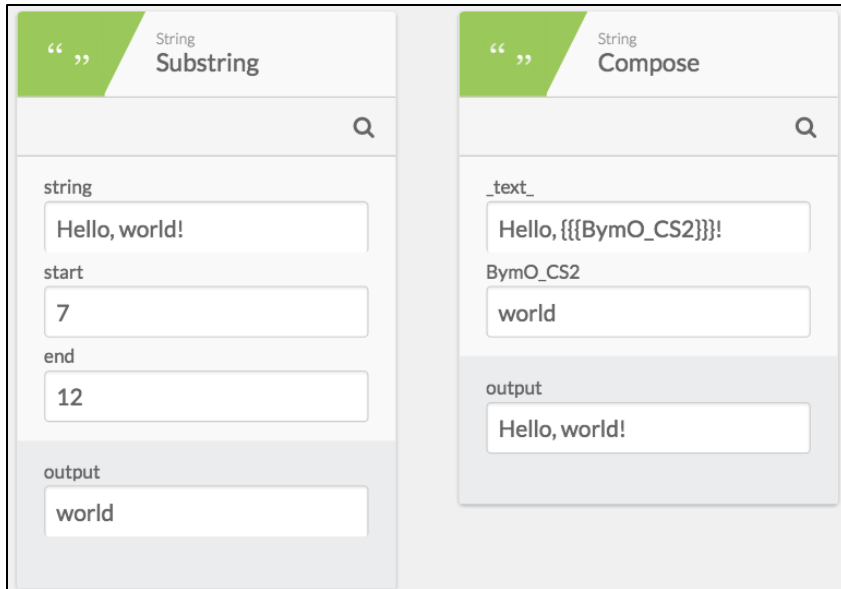 “ ”
String
Substring
string
Hello, world!
start
7
end
12
output
world
“ ”
String
Compose
_text_
Hello, {{{BymO_CS2}}}!
BymO_CS2
world
output
Hello, world!